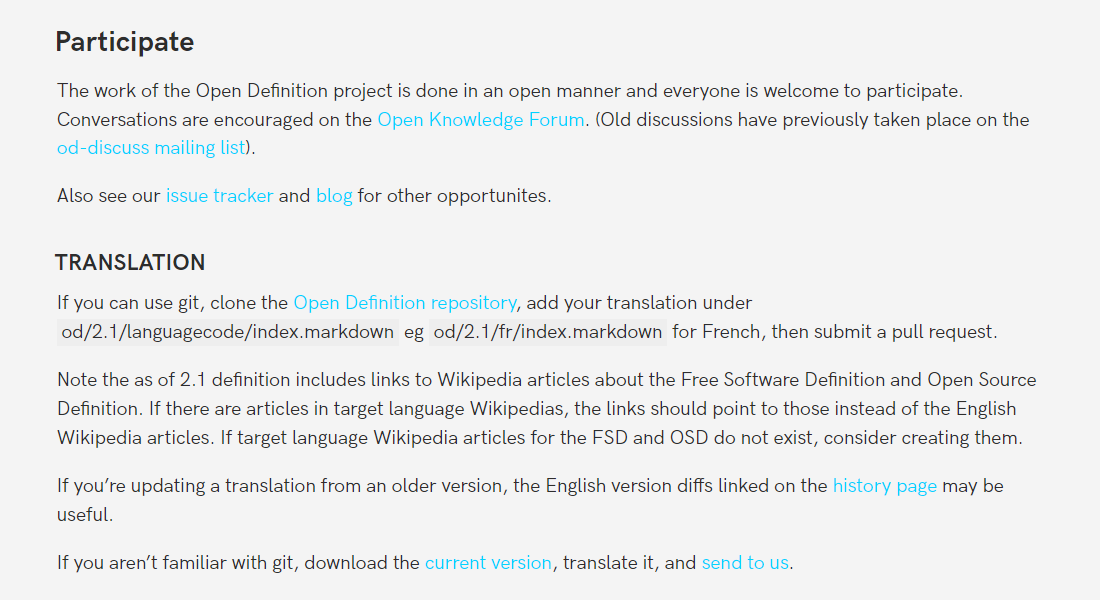 Participate
The work of the Open Definition project is done in an open manner and everyone is welcome to participate.
Conversations are encouraged on the Open Knowledge Forum. (Old discussions have previously taken place on the
od-discuss mailing list).
Also see our issue tracker and blog for other opportunites.
TRANSLATION
If you can use git, clone the Open Definition repository, add your translation under
od/2.1/languagecode/index.markdown eg od/2.1/fr/index.markdown for French, then submit a pull request.
Note the as of 2.1 definition includes links to Wikipedia articles about the Free Software Definition and Open Source
Definition. If there are articles in target language Wikipedias, the links should point to those instead of the English
Wikipedia articles. If target language Wikipedia articles for the FSD and OSD do not exist, consider creating them.
If you’re updating a translation from an older version, the English version diffs linked on the history page may be
useful.
If you aren’t familiar with git, download the current version, translate it, and send to us.